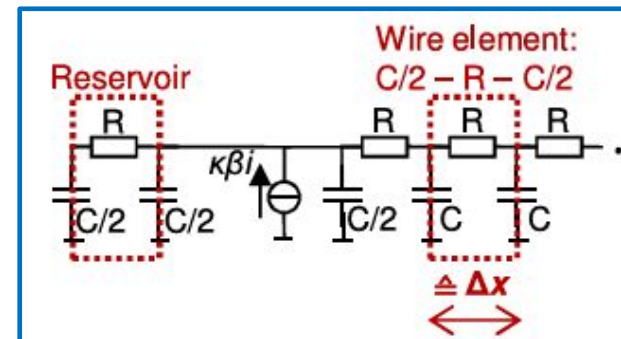 Wire element:
Reservoir C/2 – R – C/2
R R R R
κβi
C/2 C/2 C/2 C C
≙ Δx